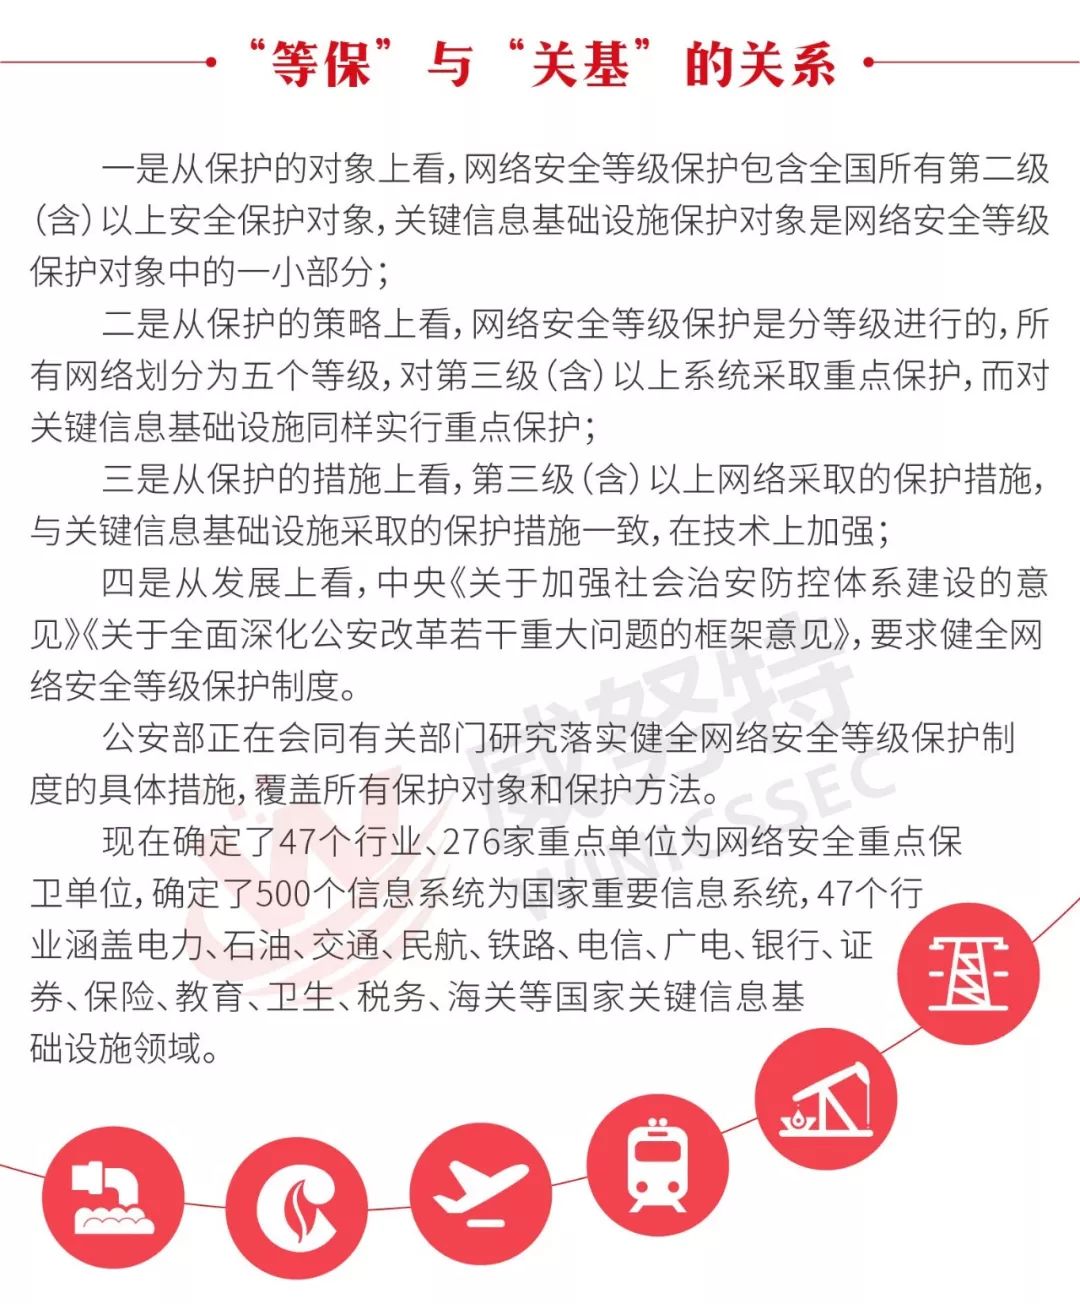 “等保”与“关基”的关系
一是从保护的对象上看,网络安全等级保护包含全国所有第二级
(含)以上安全保护对象,关键信息基础设施保护对象是网络安全等级
保护对象中的一小部分;
二是从保护的策略上看,网络安全等级保护是分等级进行的,所
有网络划分为五个等级,对第三级(含)以上系统采取重点保护,而对
关键信息基础设施同样实行重点保护;
三是从保护的措施上看,第三级(含)以上网络采取的保护措施,
与关键信息基础设施采取的保护措施一致,在技术上加强;
四是从发展上看,中央《关于加强社会治安防控体系建设的意
见》《关于全面深化公安改革若干重大问题的框架意见》,要求健全网
络安全等级保护制度。
公安部正在会同有关部门研究落实健全网络安全等级保护制
度的具体措施,覆盖所有保护对象和保护方法。
现在确定了47个行业、276家重点单位为网络安全重点保
卫单位,确定了500个信息系统为国家重要信息系统,47个行
业涵盖电力、石油、交通、民航、铁路、电信、广电、银行、证
券、保险、教育、卫生、税务、海关等国家关键信息基
础设施领域。
威努特
WINICSSEC